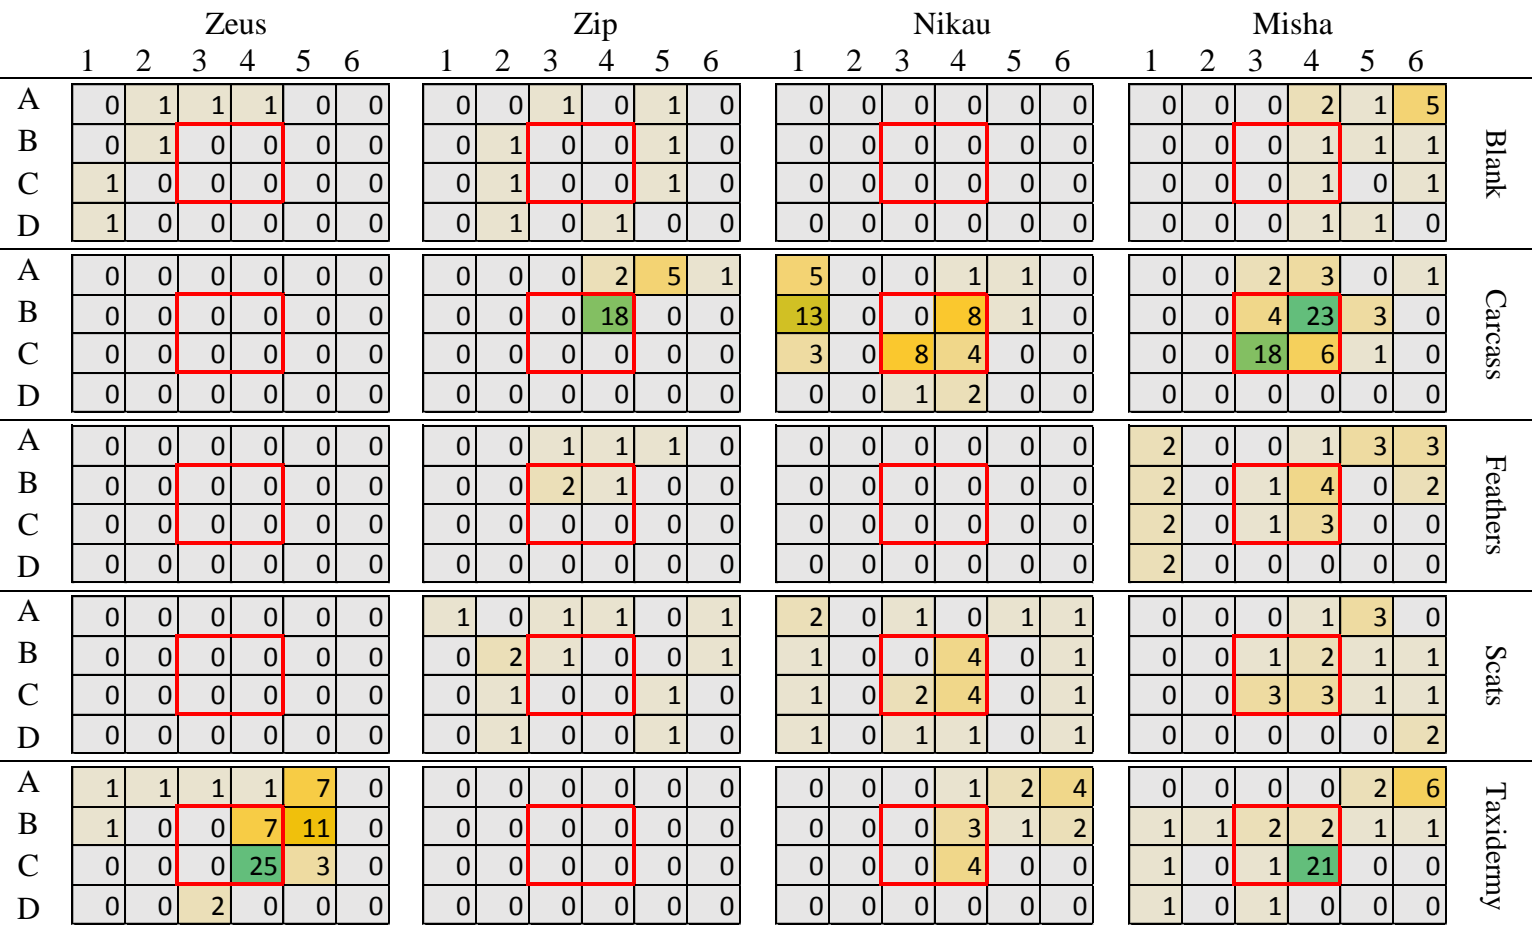 Zeus Zip Nikau Misha
1 2 3 4 5 6 1 2 3 4 5 6 1 2 3 4 5 6 1 2 3 4 5 6
A 0 1 1 1 0 0 0 0 1 0 1 0 0 0 0 0 0 0 0 0 0 2 1 5
B 0 1 0 0 0 0 0 1 0 0 1 0 0 0 0 0 0 0 0 0 0 1 1 1
C 1 0 0 0 0 0 0 1 0 0 1 0 0 0 0 0 0 0 0 0 0 1 0 1
D 1 0 0 0 0 0 0 1 0 1 0 0 0 0 0 0 0 0 0 0 0 1 1 0
Blank
A 0 0 0 0 0 0 0 0 0 2 5 1 5 0 0 1 1 0 0 0 2 3 0 1
B 0 0 0 0 0 0 0 0 0 18 0 0 13 0 0 8 1 0 0 0 4 23 3 0
C 0 0 0 0 0 0 0 0 0 0 0 0 3 0 8 4 0 0 0 0 18 6 1 0
D 0 0 0 0 0 0 0 0 0 0 0 0 0 0 1 2 0 0 0 0 0 0 0 0
Carcass
A 0 0 0 0 0 0 0 0 1 1 1 0 0 0 0 0 0 0 2 0 0 1 3 3
B 0 0 0 0 0 0 0 0 2 1 0 0 0 0 0 0 0 0 2 0 1 4 0 2
C 0 0 0 0 0 0 0 0 0 0 0 0 0 0 0 0 0 0 2 0 1 3 0 0
D 0 0 0 0 0 0 0 0 0 0 0 0 0 0 0 0 0 0 2 0 0 0 0 0
Feathers
A 0 0 0 0 0 0 1 0 1 1 0 1 2 0 1 0 1 1 0 0 0 1 3 0
B 0 0 0 0 0 0 0 2 1 0 0 1 1 0 0 4 0 1 0 0 1 2 1 1
C 0 0 0 0 0 0 0 1 0 0 1 0 1 0 2 4 0 1 0 0 3 3 1 1
D 0 0 0 0 0 0 0 1 0 0 1 0 1 0 1 1 0 1 0 0 0 0 0 2
Scats
A 1 1 1 1 7 0 0 0 0 0 0 0 0 0 0 1 2 4 0 0 0 0 2 6
B 1 0 0 7 11 0 0 0 0 0 0 0 0 0 0 3 1 2 1 1 2 2 1 1
C 0 0 0 25 3 0 0 0 0 0 0 0 0 0 0 4 0 0 1 0 1 21 0 0
D 0 0 2 0 0 0 0 0 0 0 0 0 0 0 0 0 0 0 1 0 1 0 0 0
Taxidermy